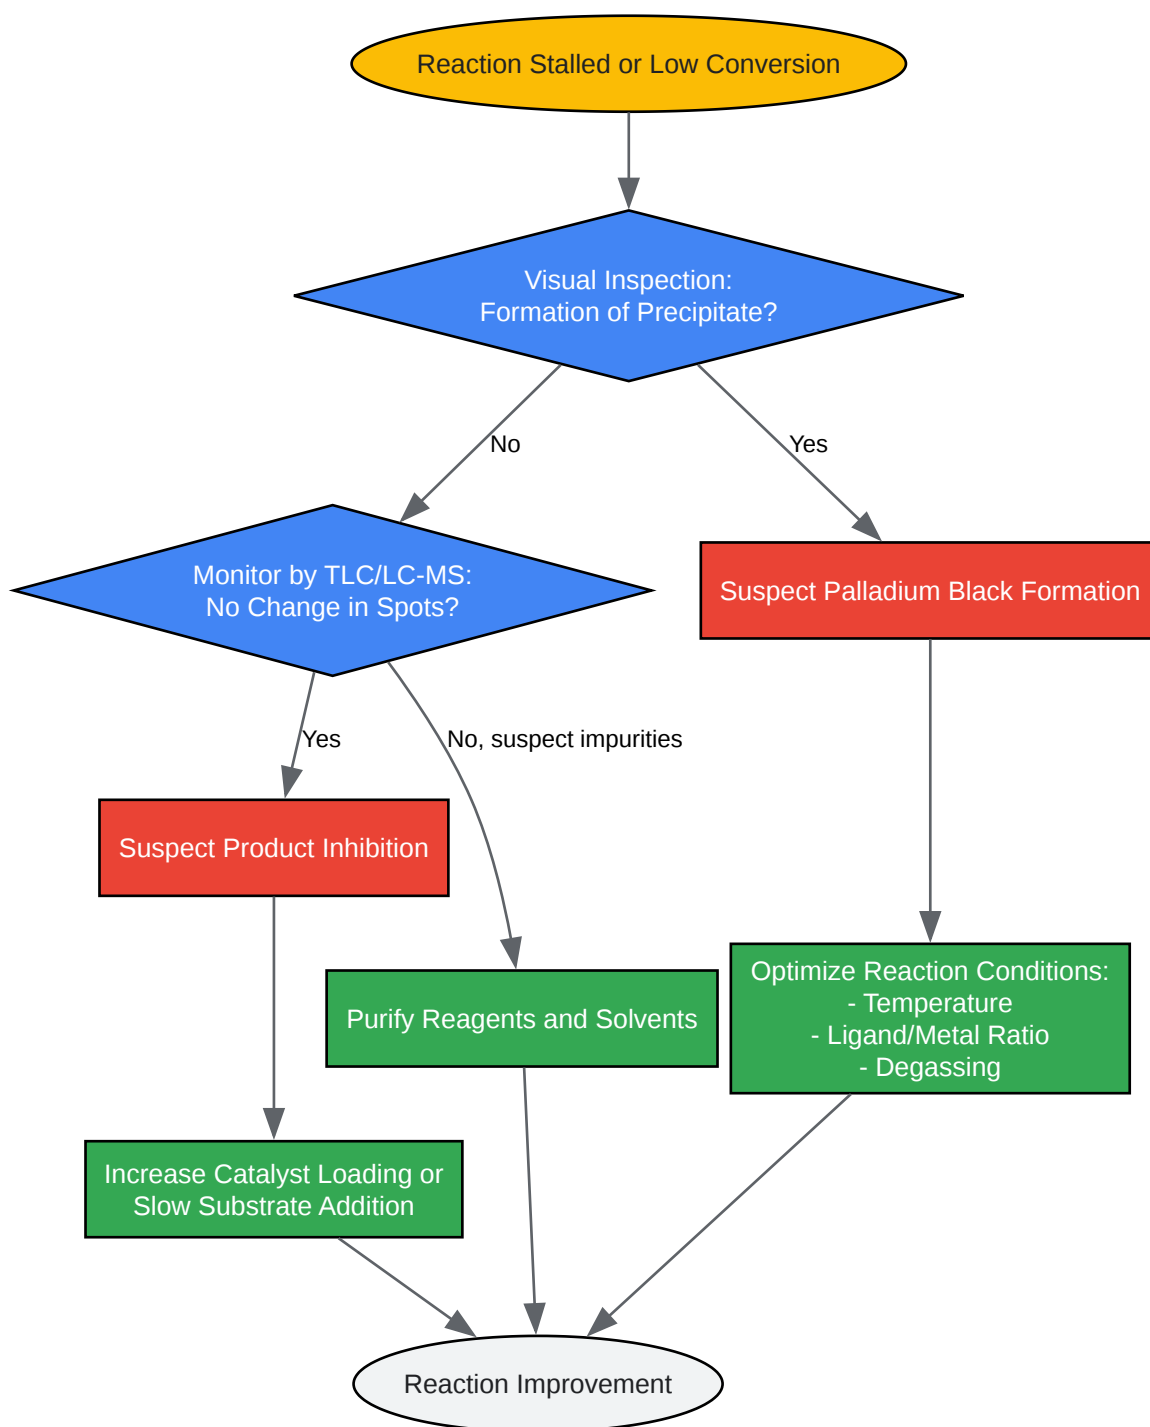 Reaction Stalled or Low Conversion
Visual Inspection:
Formation of Precipitate?
No
Yes
Monitor by TLC/LC-MS:
No Change in Spots?
Suspect Palladium Black Formation
Yes
No, suspect impurities
Suspect Product Inhibition
Purify Reagents and Solvents
Optimize Reaction Conditions:
- Temperature
- Ligand/Metal Ratio
- Degassing
Increase Catalyst Loading or
Slow Substrate Addition
Reaction Improvement